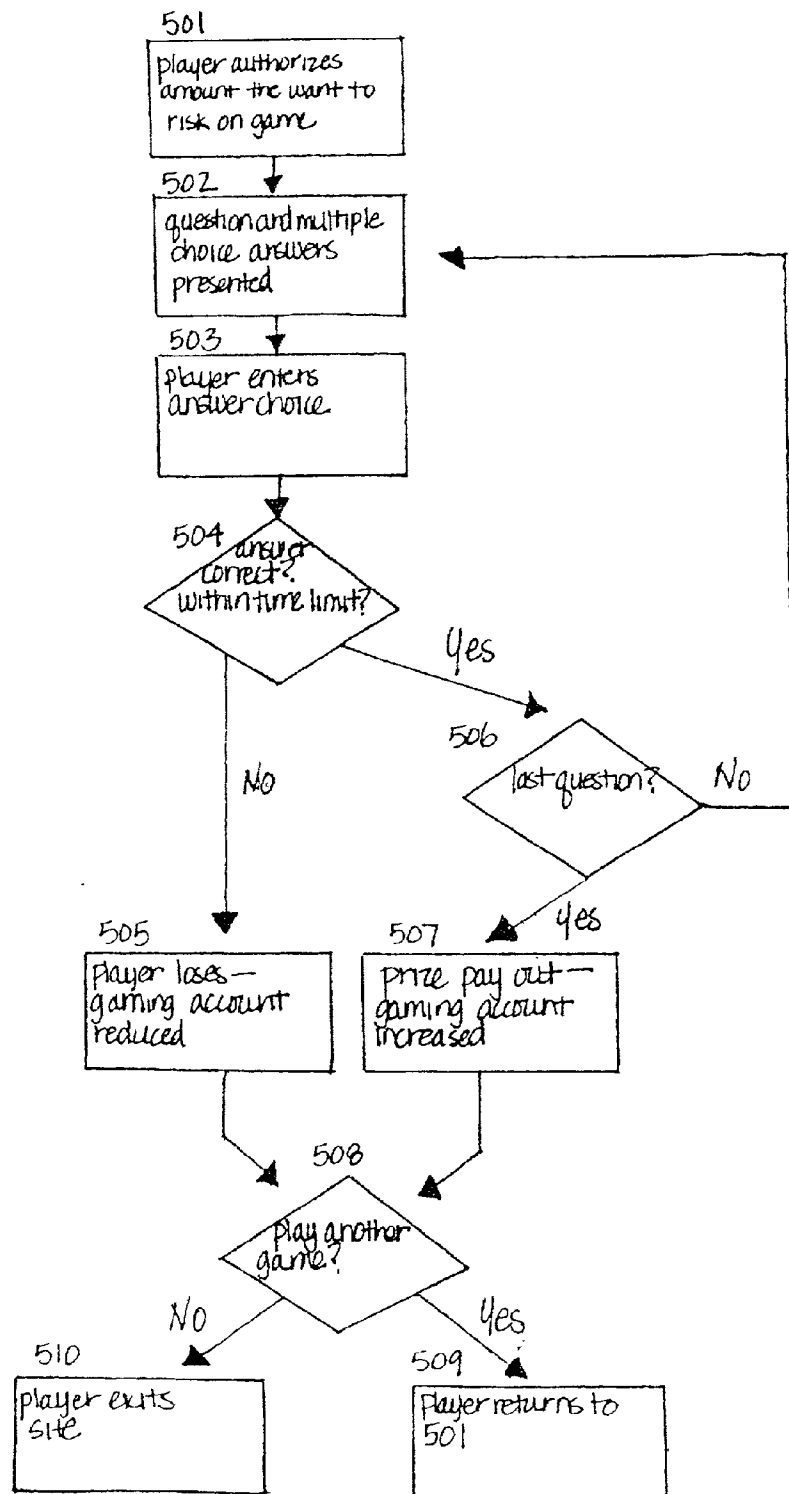 501
player authorizes
amount the want to
risk on game
502
question and multiple
choice answers
presented
503
player enters
answer choice
504
answer
correct?
within time limit?
Yes
No
506
last question?
No
Yes
505
player loses—
gaming account
reduced
507
prize pay out—
gaming account
increased
508
play another
game?
No
Yes
510
player exits
site
509
Player returns to
501